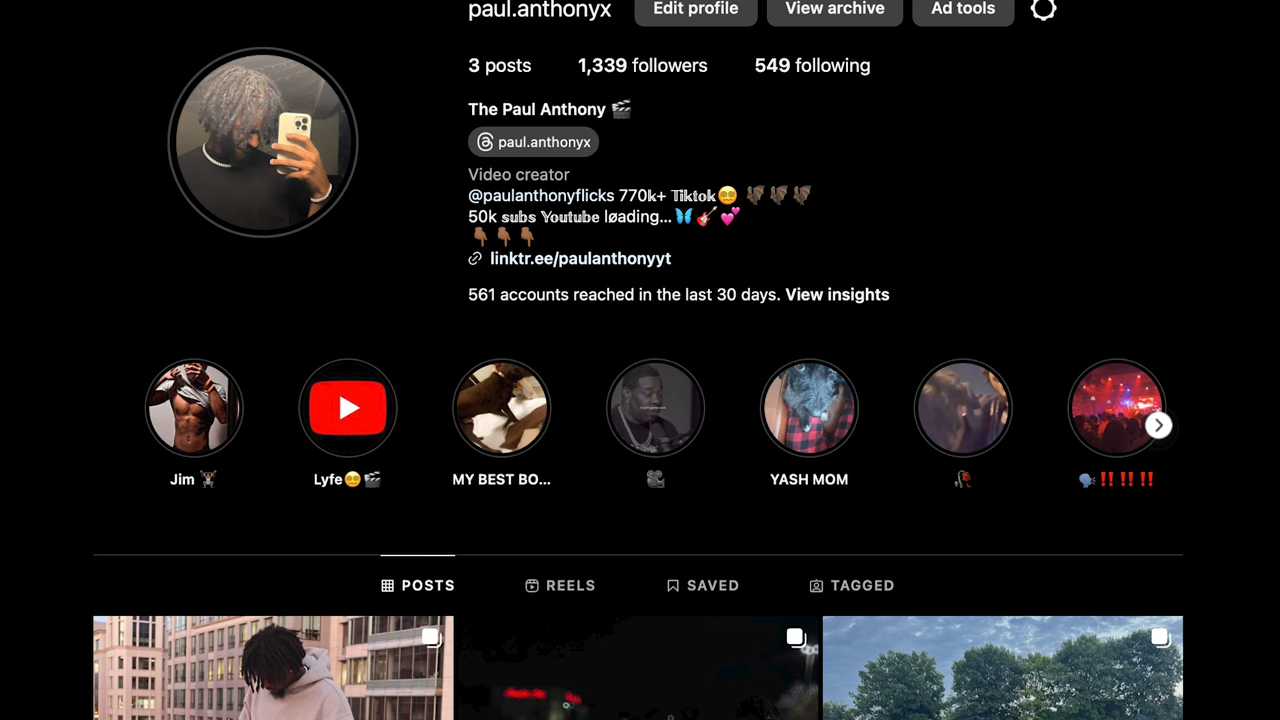 paul.anthonyx Edit profile View archive Ad tools
3 posts 1,339 followers 549 following
The Paul Anthony 🎬
paul.anthonyx
Video creator
@paulanthonyflicks 770𝕜+ 𝕋𝕚𝕜𝕥𝕠𝕜😵‍💫 🦇🦇🦇
50k 𝕤𝕦𝕓𝕤 𝕐𝕠𝕦𝕥𝕦𝕓𝕖 løading...🦋🎸💕
👇🏾👇🏾👇🏾
linktr.ee/paulanthonyyt
561 accounts reached in the last 30 days. View insights
Jim 🏋🏿 Lyfe😵‍💫🎬 MY BEST BO... 🎥 YASH MOM 🥀 🗣️‼️‼️‼️
POSTS REELS SAVED TAGGED